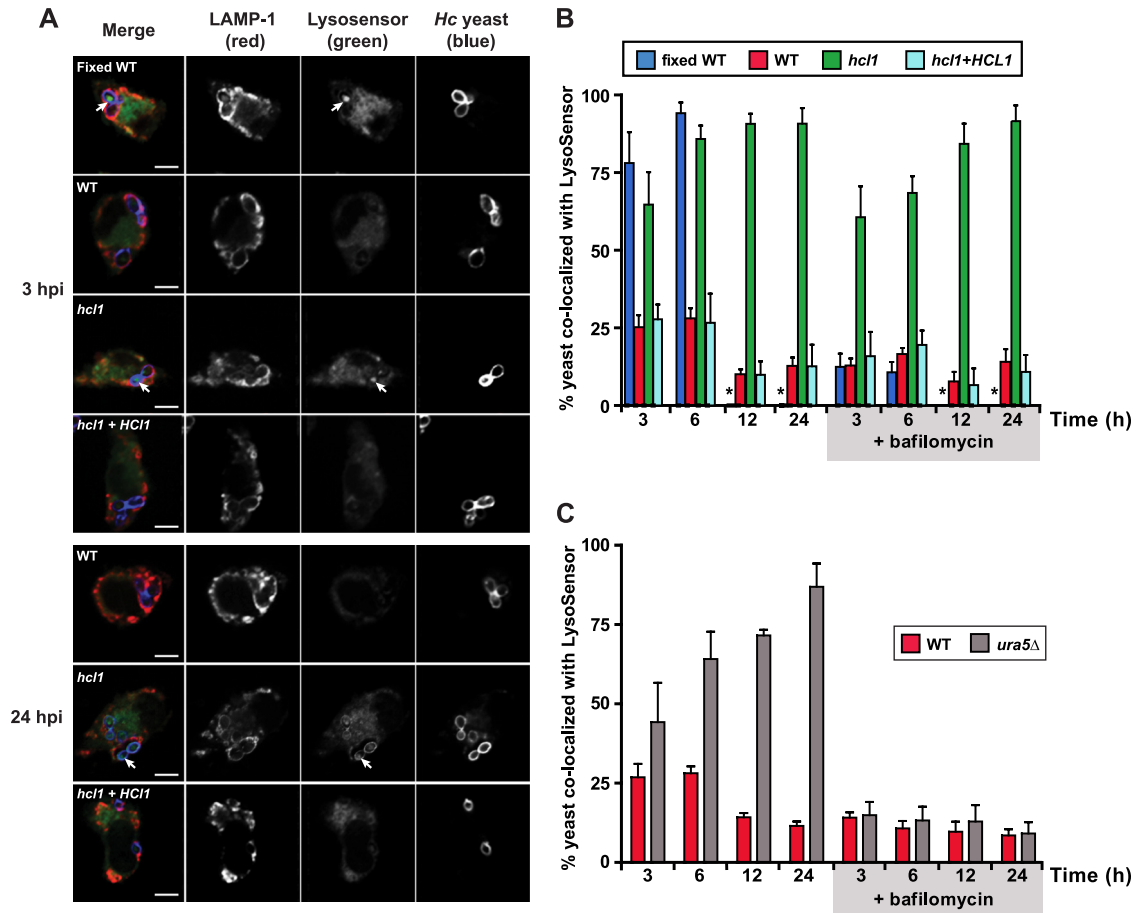 A
Merge
LAMP-1 (red)
Lysosensor (green)
Hc yeast (blue)
Fixed WT
WT
3 hpi
hcl1
hcl1 + HCl1
WT
hcl1
24 hpi
hcl1 + HCl1
B
fixed WT WT hcl1 hcl1+HCL1
% yeast co-localized with LysoSensor
100
75
50
25
0
* * * *
3 6 12 24 3 6 12 24 Time (h)
+ bafilomycin
C
% yeast co-localized with LysoSensor
100
75
50
25
0
WT ura5Δ
3 6 12 24 3 6 12 24 Time (h)
+ bafilomycin